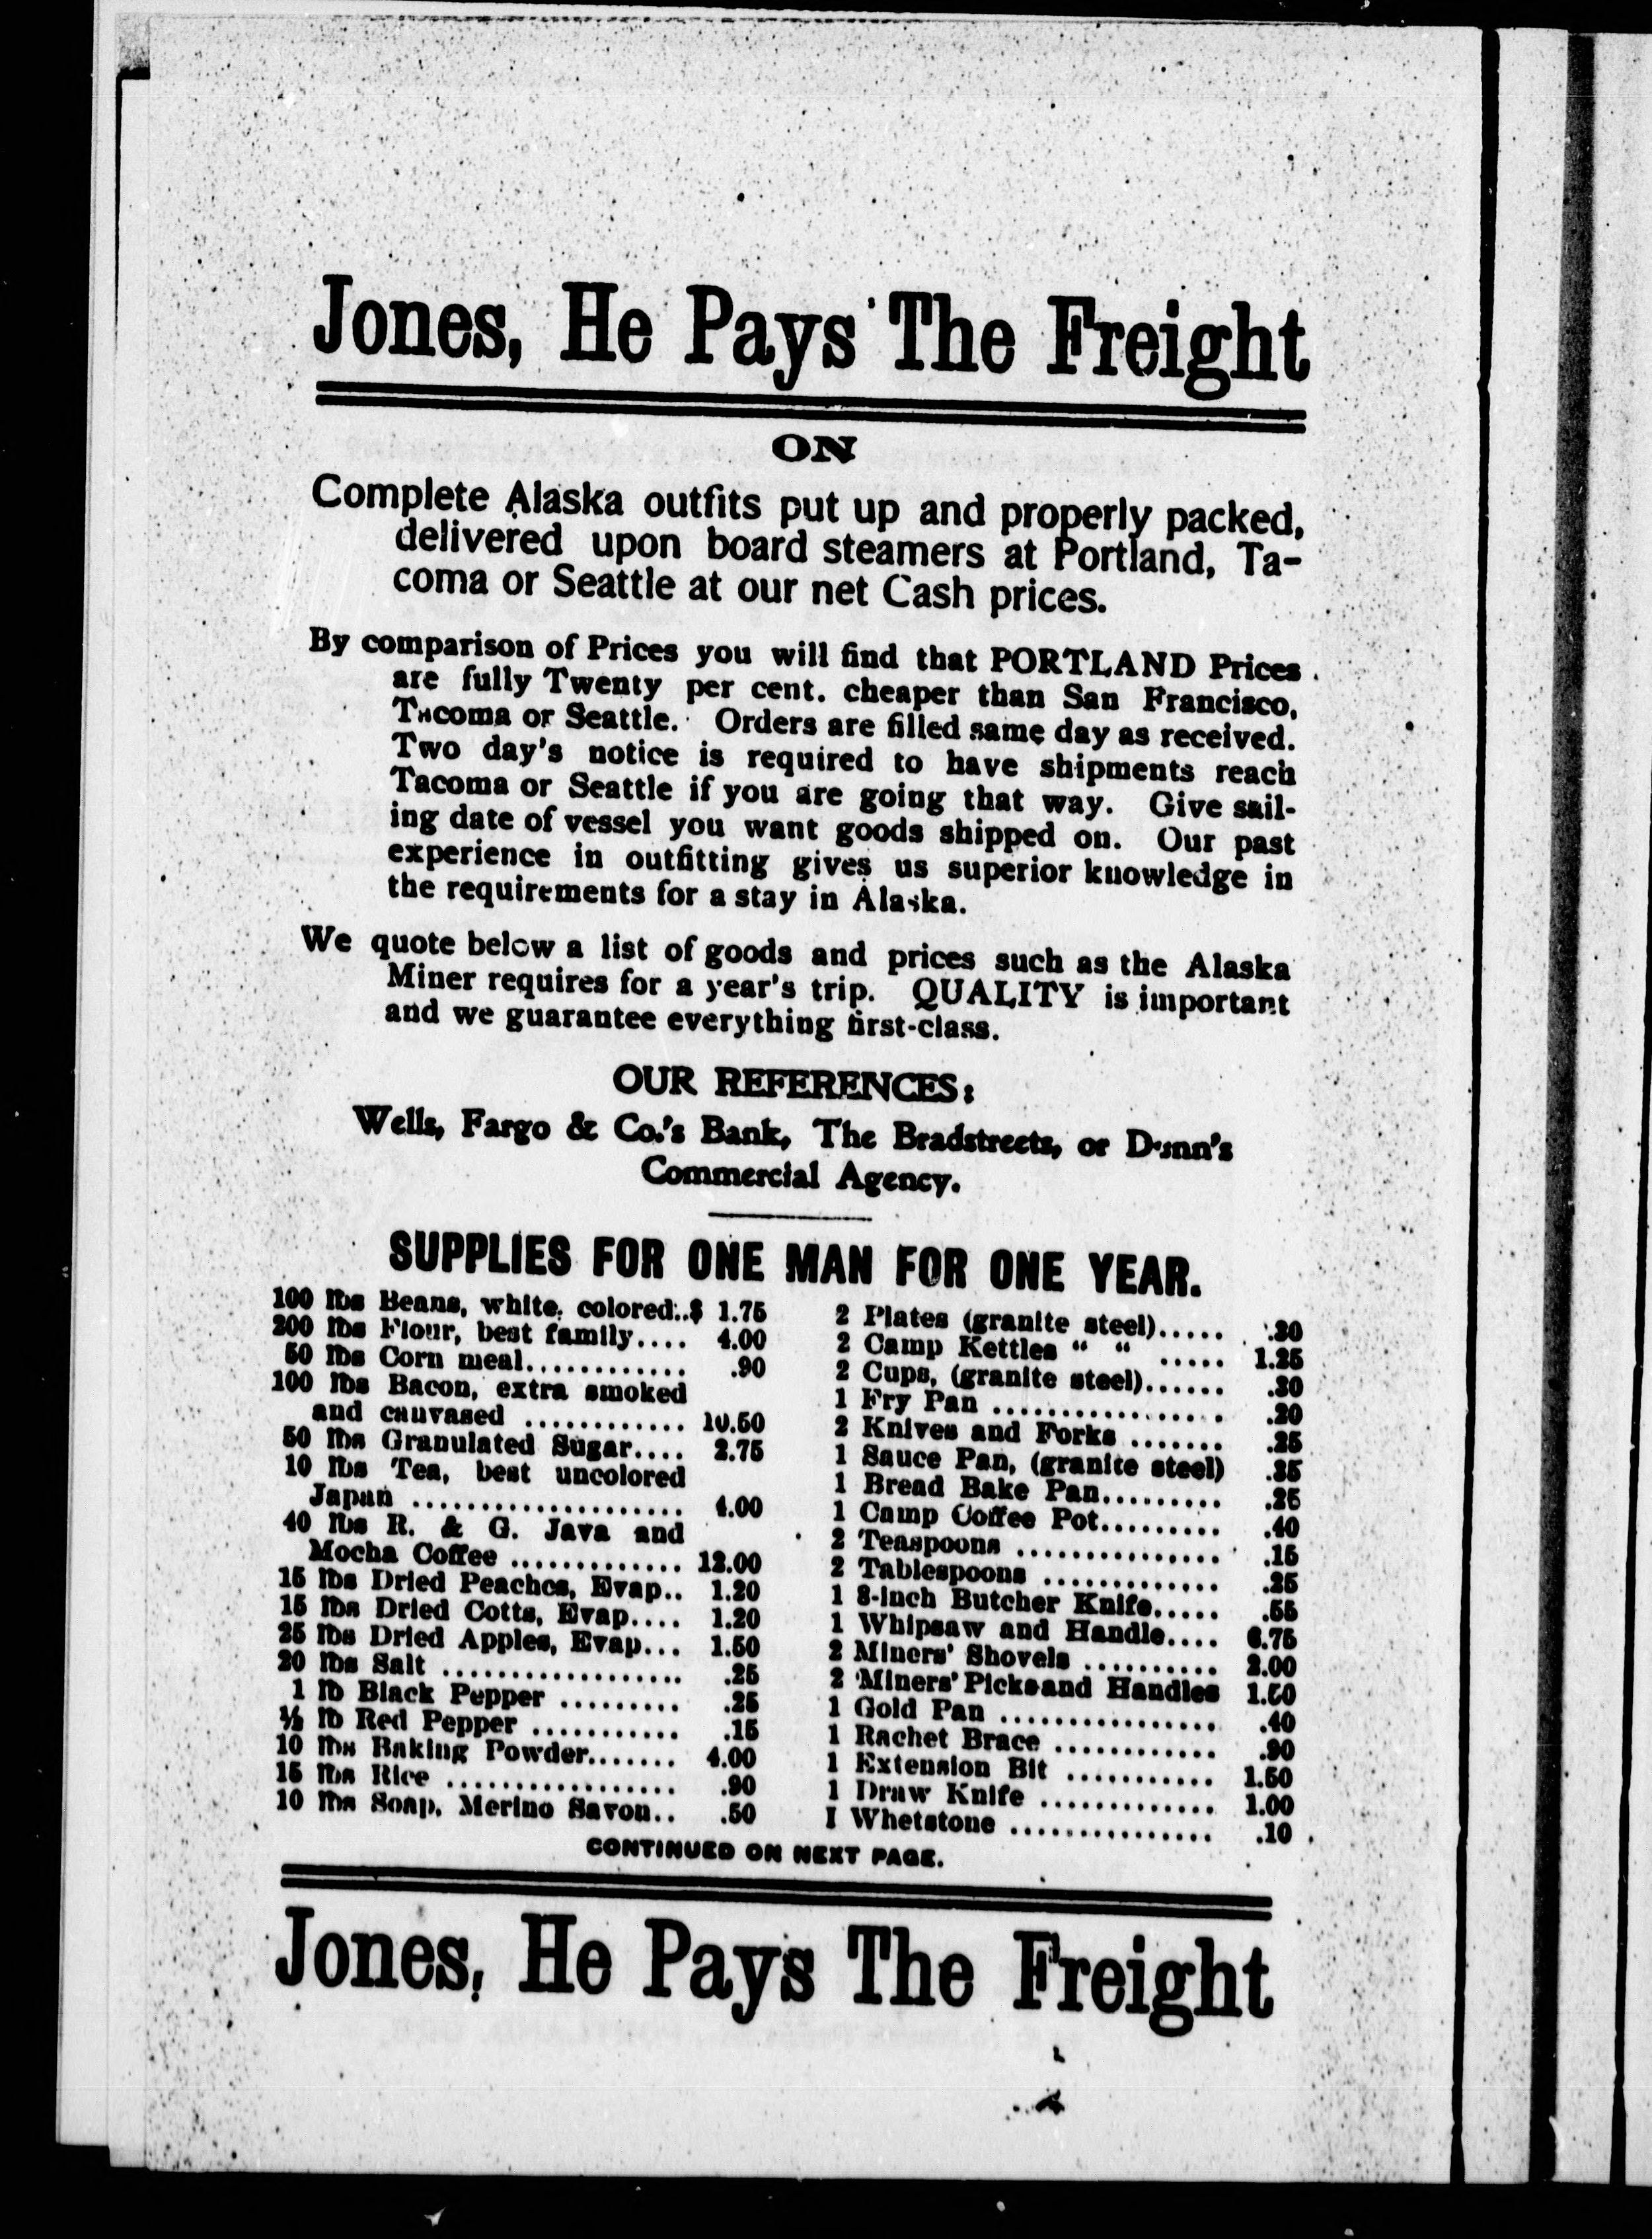 Jones, He Pays The Freight
ON
Complete Alaska outfits put up and properly packed,
delivered upon board steamers at Portland, Ta-
coma or Seattle at our net Cash prices.
By comparison of Prices you will find that PORTLAND Prices
are fully Twenty per cent. cheaper than San Francisco,
Tacoma or Seattle. Orders are filled same day as received.
Two day's notice is required to have shipments reach
Tacoma or Seattle if you are going that way. Give sail-
ing date of vessel you want goods shipped on. Our past
experience in outfitting gives us superior knowledge in
the requirements for a stay in Alaska.
We quote below a list of goods and prices such as the Alaska
Miner requires for a year's trip. QUALITY is important
and we guarantee everything first-class.
OUR REFERENCES:
Wells, Fargo & Co.'s Bank, The Bradstreets, or Dunn's
Commercial Agency.
SUPPLIES FOR ONE MAN FOR ONE YEAR.
100 lbs Beans, white, colored..$ 1.75
200 lbs Flour, best family.... 4.00
50 lbs Corn meal............ .90
100 lbs Bacon, extra smoked
and canvased ............ 10.50
50 lbs Granulated Sugar.... 2.75
10 lbs Tea, best uncolored
Japan .................... 4.00
40 lbs R. & G. Java and
Mocha Coffee ............. 12.00
15 lbs Dried Peaches, Evap.. 1.20
15 lbs Dried Cotts, Evap.... 1.20
25 lbs Dried Apples, Evap... 1.50
20 lbs Salt .................. .25
1 lb Black Pepper ......... .25
½ lb Red Pepper ........... .15
10 lbs Baking Powder....... 4.00
15 lbs Rice ................. .90
10 lbs Soap, Merino Savon.. .50
2 Plates (granite steel)..... .30
2 Camp Kettles " " ..... 1.25
2 Cups, (granite steel)...... .30
1 Fry Pan ................. .20
2 Knives and Forks ....... .25
1 Sauce Pan, (granite steel) .35
1 Bread Bake Pan......... .25
1 Camp Coffee Pot......... .40
2 Teaspoons ............... .15
2 Tablespoons ............. .25
1 8-inch Butcher Knife..... .55
1 Whipsaw and Handle.... 6.75
2 Miners' Shovels .......... 2.00
2 Miners' Picks and Handles 1.50
1 Gold Pan ................ .40
1 Rachet Brace ............ .90
1 Extension Bit ........... 1.50
1 Draw Knife ............. 1.00
1 Whetstone ............... .10
CONTINUED ON NEXT PAGE.
Jones, He Pays The Freight